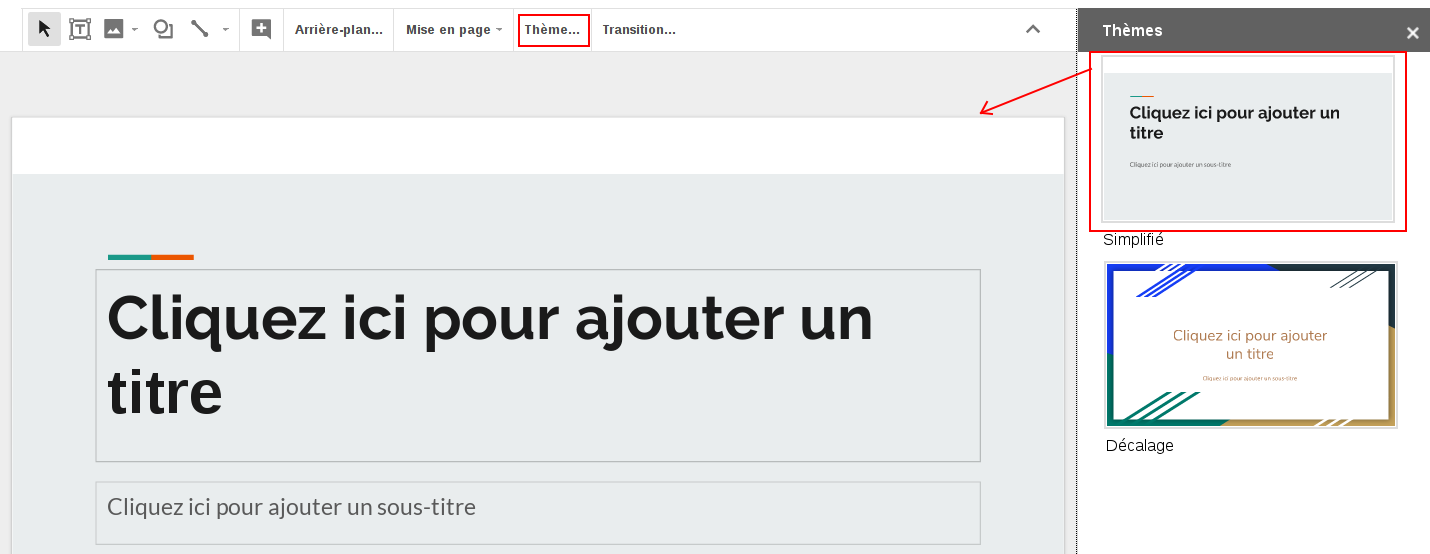 Arrière-plan... Mise en page Thème... Transition...
Thèmes
Cliquez ici pour ajouter un
titre
Cliquez ici pour ajouter un sous-titre
Cliquez ici pour ajouter un
titre
Cliquez ici pour ajouter un sous-titre
Simplifié
Cliquez ici pour ajouter
un titre
Cliquez ici pour ajouter un sous-titre
Décalage